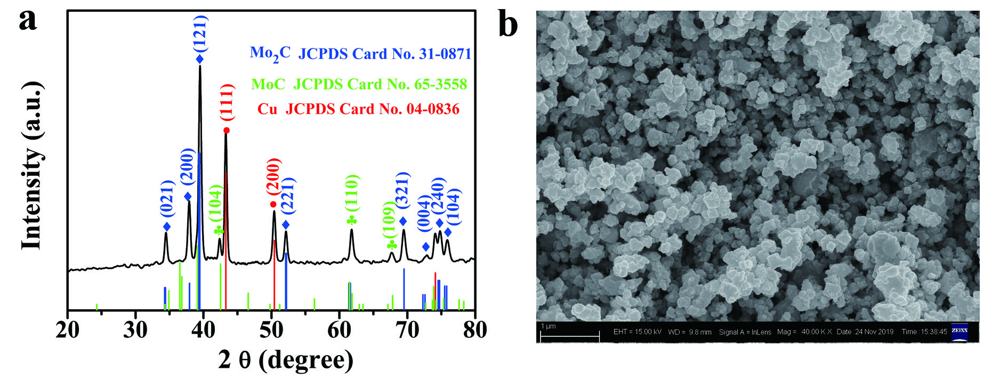 a
Intensity (a.u.)
Mo2C JCPDS Card No. 31-0871
MoC JCPDS Card No. 65-3558
Cu JCPDS Card No. 04-0836
(021)
(200)
(121)
(104)
(111)
(200)
(221)
(110)
(109)
(321)
(004)
(240)
(104)
20 30 40 50 60 70 80
2 θ (degree)
b
1 µm
EHT = 15.00 kV WD = 9.8 mm Signal A = InLens Mag = 40.00 K X Date :24 Nov 2019 Time :15:38:45
ZEISS